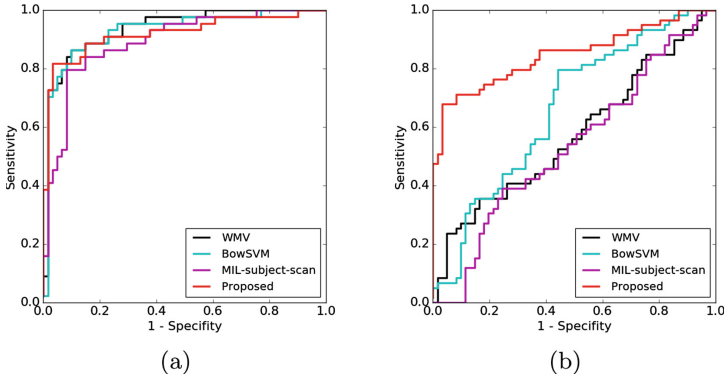 1.0
0.8
0.6
0.4
0.2
0.0
Sensitivity
WMV
BowSVM
MIL-subject-scan
Proposed
0.0 0.2 0.4 0.6 0.8 1.0
1 - Specifity
(a)
1.0
0.8
0.6
0.4
0.2
0.0
Sensitivity
WMV
BowSVM
MIL-subject-scan
Proposed
0.0 0.2 0.4 0.6 0.8 1.0
1 - Specifity
(b)